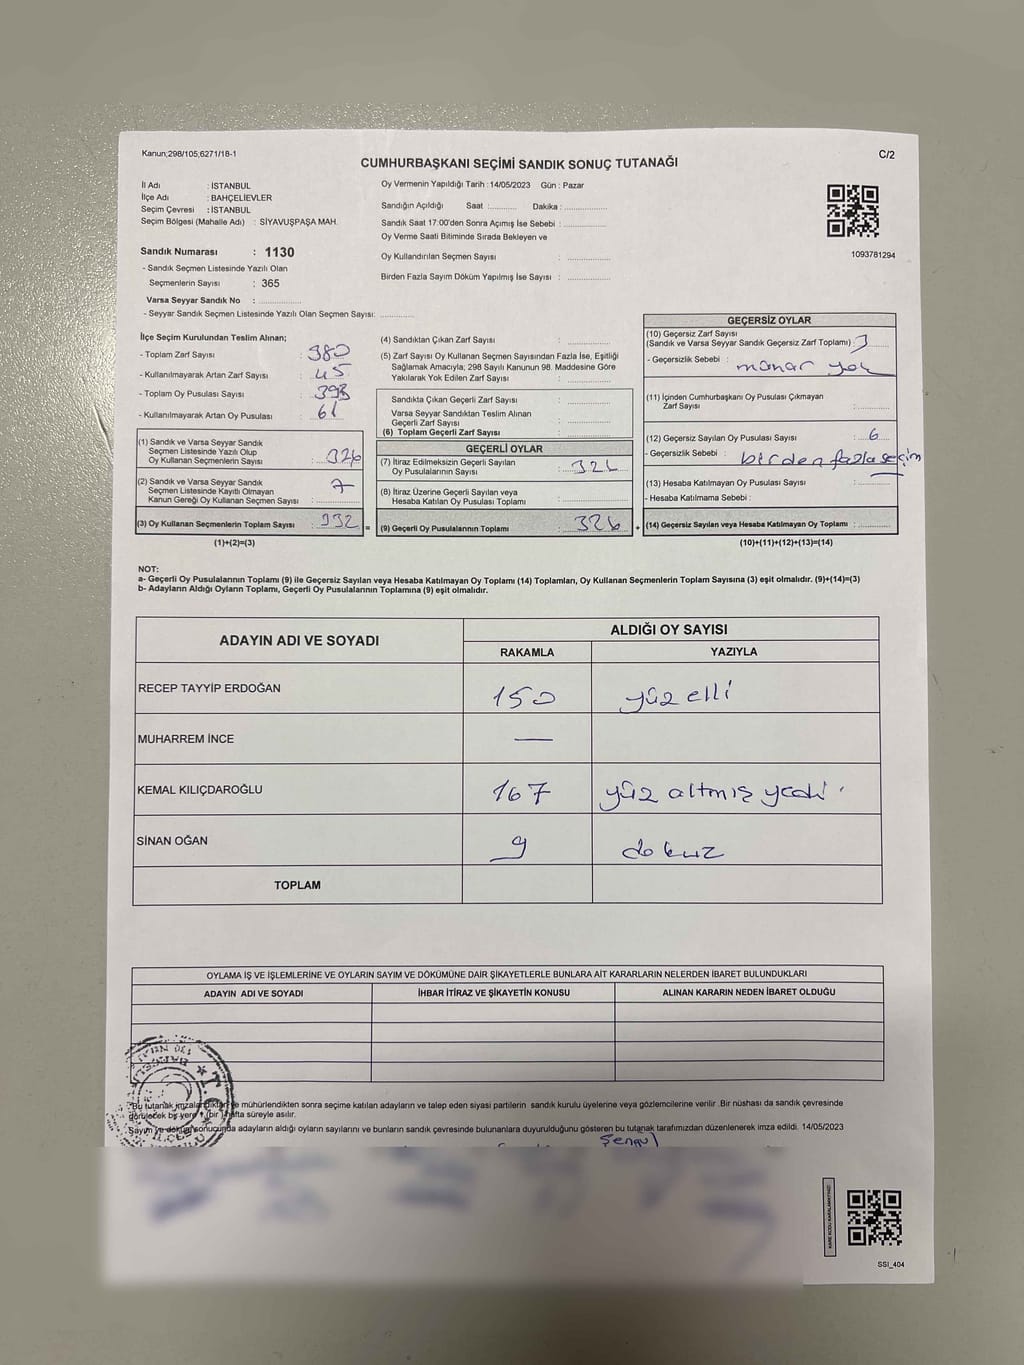 Kanun;298/105,6271/18-1
C/2
CUMHURBAŞKANI SEÇİMİ SANDIK SONUÇ TUTANAĞI
İl Adı : İSTANBUL
İlçe Adı : BAHÇELİEVLER
Seçim Çevresi : İSTANBUL
Seçim Bölgesi (Mahalle Adı) : SİYAVUŞPAŞA MAH.
Sandık Numarası : 1130
- Sandık Seçmen Listesinde Yazılı Olan
Seçmenlerin Sayısı : 365
Varsa Seyyar Sandık No :
- Seyyar Sandık Seçmen Listesinde Yazılı Olan Seçmen Sayısı:
Oy Vermenin Yapıldığı Tarih : 14/05/2023 Gün : Pazar
Sandığın Açıldığı Saat : Dakika :
Sandık Saat 17:00'den Sonra Açımış İse Sebebi :
Oy Verme Saati Bitiminde Sırada Bekleyen ve
Oy Kullandırılan Seçmen Sayısı :
Birden Fazla Sayım Döküm Yapılmış İse Sayısı :
1093781294
İlçe Seçim Kurulundan Teslim Alınan;
- Toplam Zarf Sayısı : 380
- Kullanılmayarak Artan Zarf Sayısı : 45
- Toplam Oy Pusulası Sayısı : 393
- Kullanılmayarak Artan Oy Pusulası : 61
(1) Sandık ve Varsa Seyyar Sandık
Seçmen Listesinde Yazılı Olup
Oy Kullanan Seçmenlerin Sayısı : 326
(2) Sandık ve Varsa Seyyar Sandık
Seçmen Listesinde Kayıtlı Olmayan
Kanun Gereği Oy Kullanan Seçmen Sayısı : 7
(3) Oy Kullanan Seçmenlerin Toplam Sayısı : 332 =
(1)+(2)=(3)
(4) Sandıktan Çıkan Zarf Sayısı :
(5) Zarf Sayısı Oy Kullanan Seçmen Sayısından Fazla İse, Eşitliği
Sağlamak Amacıyla; 298 Sayılı Kanunun 98. Maddesine Göre
Yakılarak Yok Edilen Zarf Sayısı :
Sandıkta Çıkan Geçerli Zarf Sayısı :
Varsa Seyyar Sandıktan Teslim Alınan
Geçerli Zarf Sayısı :
(6) Toplam Geçerli Zarf Sayısı :
GEÇERLİ OYLAR
(7) İtiraz Edilmeksizin Geçerli Sayılan
Oy Pusulalarının Sayısı : 326
(8) İtiraz Üzerine Geçerli Sayılan veya
Hesaba Katılan Oy Pusulası Toplamı :
(9) Geçerli Oy Pusulalarının Toplamı : 326 +
GEÇERSİZ OYLAR
(10) Geçersiz Zarf Sayısı
(Sandık ve Varsa Seyyar Sandık Geçersiz Zarf Toplamı) :
- Geçersizlik Sebebi :
yok
(11) İçinden Cumhurbaşkanı Oy Pusulası Çıkmayan
Zarf Sayısı :
(12) Geçersiz Sayılan Oy Pusulası Sayısı : 6
- Geçersizlik Sebebi : birden fazla seçim
(13) Hesaba Katılmayan Oy Pusulası Sayısı :
- Hesaba Katılmama Sebebi :
(14) Geçersiz Sayılan veya Hesaba Katılmayan Oy Toplamı :
(10)+(11)+(12)+(13)=(14)
NOT:
a- Geçerli Oy Pusulalarının Toplamı (9) ile Geçersiz Sayılan veya Hesaba Katılmayan Oy Toplamı (14) Toplamları, Oy Kullanan Seçmenlerin Toplam Sayısına (3) eşit olmalıdır. (9)+(14)=(3)
b- Adayların Aldığı Oyların Toplamı, Geçerli Oy Pusulalarının Toplamına (9) eşit olmalıdır.
ADAYIN ADI VE SOYADI
ALDIĞI OY SAYISI
RAKAMLA YAZIYLA
RECEP TAYYİP ERDOĞAN 150 yüz elli
MUHARREM İNCE —
KEMAL KILIÇDAROĞLU 167 yüz altmış yedi
SİNAN OĞAN 9 dokuz
TOPLAM
OYLAMA İŞ VE İŞLEMLERİNE VE OYLARIN SAYIM VE DÖKÜMÜNE DAİR ŞİKAYETLERLE BUNLARA AİT KARARLARIN NELERDEN İBARET BULUNDUKLARI
ADAYIN ADI VE SOYADI İHBAR İTİRAZ VE ŞİKAYETİN KONUSU ALINAN KARARIN NEDEN İBARET OLDUĞU
T.C.
"Bu tutanak imzalandıktan ve mühürlendikten sonra seçime katılan adayların ve talep eden siyasi partilerin sandık kurulu üyelerine veya gözlemcilerine verilir .Bir nüshası da sandık çevresinde
görülecek bir yere 1 (bir) hafta süreyle asılır.
Sayım ve döküm sonucunda adayların aldığı oyların sayılarını ve bunların sandık çevresinde bulunanlara duyurulduğunu gösteren bu tutanak tarafımızdan düzenlenerek imza edildi. 14/05/2023
Şengül
KARE KODU KARALAMAYINIZ!
SSI_404